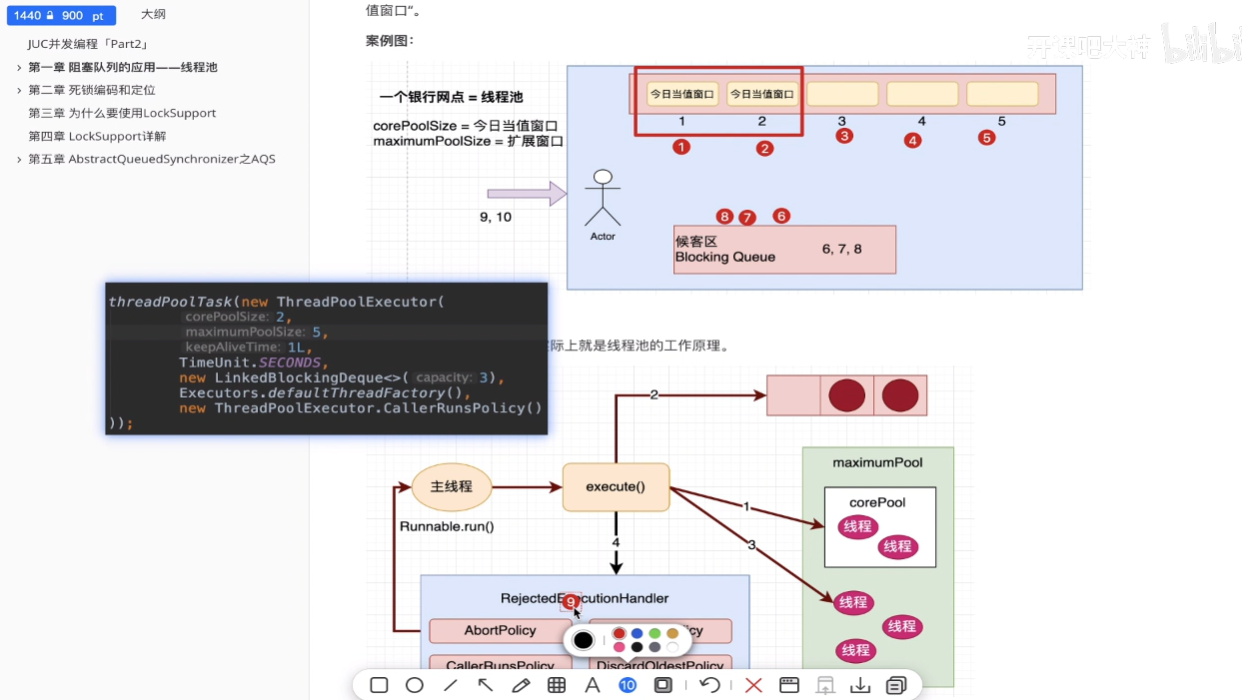 1440 900 pt
大纲
JUC并发编程「Part2」
第一章 阻塞队列的应用——线程池
第二章 死锁编码和定位
第三章 为什么要使用LockSupport
第四章 LockSupport详解
第五章 AbstractQueuedSynchronizer之AQS
值窗口“。
案例图：
开课吧大神 bilibili
一个银行网点 = 线程池
corePoolSize = 今日当值窗口
maximumPoolSize = 扩展窗口
今日当值窗口 今日当值窗口
1 2 3 4 5
1 2 3 4 5
9, 10
Actor
8 7 6
候客区
Blocking Queue
6, 7, 8
threadPoolTask(new ThreadPoolExecutor(
corePoolSize: 2,
maximumPoolSize: 5,
keepAliveTime: 1L,
TimeUnit.SECONDS,
new LinkedBlockingDeque<>( capacity: 3),
Executors.defaultThreadFactory(),
new ThreadPoolExecutor.CallerRunsPolicy()
));
际上就是线程池的工作原理。
2
maximumPool
corePool
线程
线程
主线程
execute()
1
3
Runnable.run()
4
线程
线程
线程
RejectedExecutionHandler
9
AbortPolicy
CallerRunsPolicy
DiscardOldestPolicy
A 10